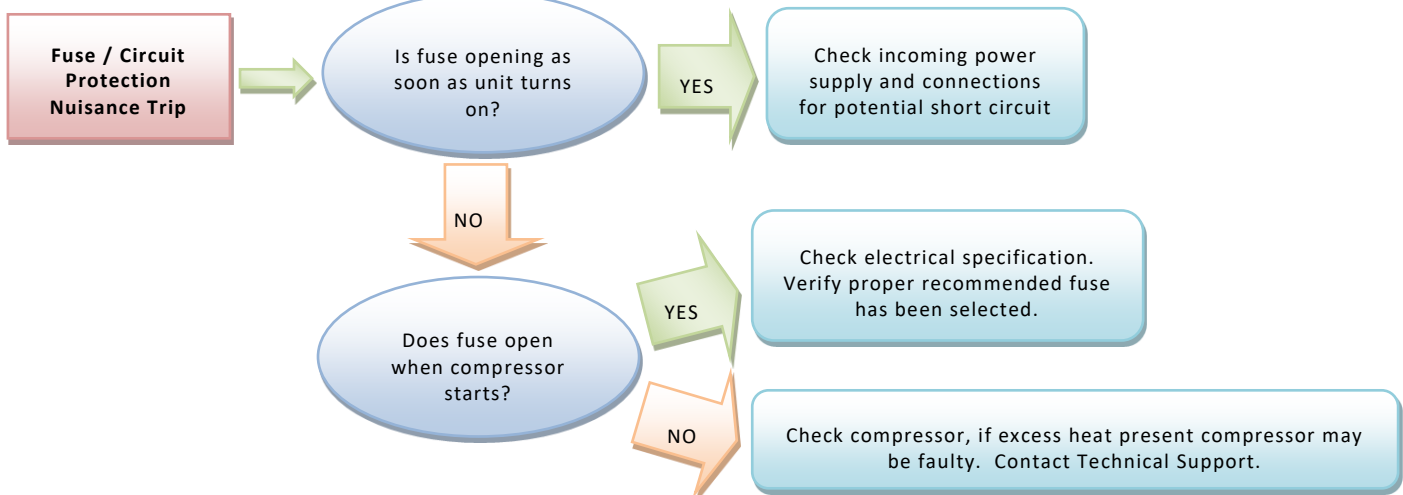 Fuse / Circuit
Protection
Nuisance Trip
Is fuse opening as
soon as unit turns
on?
YES
Check incoming power
supply and connections
for potential short circuit
NO
Does fuse open
when compressor
starts?
YES
Check electrical specification.
Verify proper recommended fuse
has been selected.
NO
Check compressor, if excess heat present compressor may
be faulty. Contact Technical Support.